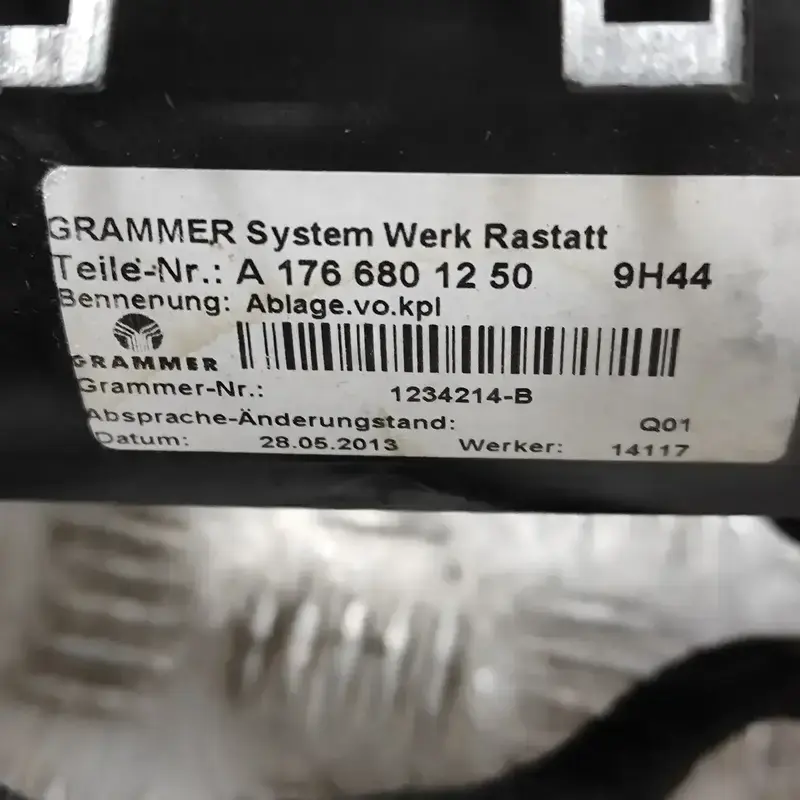 GRAMMER System Werk Rastatt
Teile-Nr.: A 176 680 12 50 9H44
Bennenung: Ablage.vo.kpl
GRAMMER
Grammer-Nr.: 1234214-B
Absprache-Änderungstand: Q01
Datum: 28.05.2013 Werker: 14117